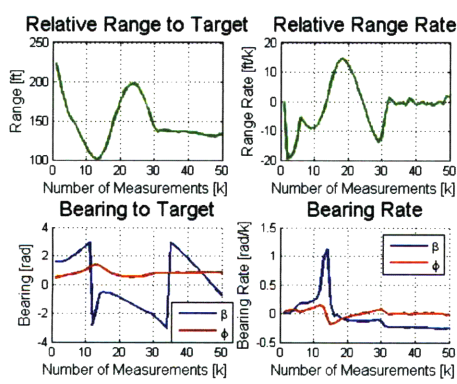 Relative Range to Target
250
200
150
100
Range [ft]
0 10 20 30 40 50
Number of Measurements [k]
Relative Range Rate
20
10
0
-10
-20
Range Rate [ft/k]
0 10 20 30 40 50
Number of Measurements [k]
Bearing to Target
4
2
0
-2
-4
Bearing [rad]
β
ϕ
0 10 20 30 40 50
Number of Measurements [k]
Bearing Rate
1.5
1
0.5
0
-0.5
Bearing Rate [rad/k]
β
ϕ
0 10 20 30 40 50
Number of Measurements [k]